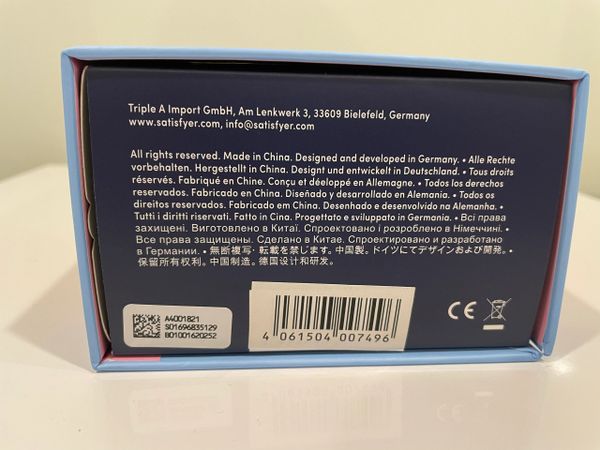 Triple A Import GmbH, Am Lenkwerk 3, 33609 Bielefeld, Germany
www.satisfyer.com, info@satisfyer.com
All rights reserved. Made in China. Designed and developed in Germany. • Alle Rechte
vorbehalten. Hergestellt in China. Designt und entwickelt in Deutschland. • Tous droits
réservés. Fabriqué en Chine. Conçu et déeloppé en Allemagne. • Todos los derechos
reservados. Fabricado en China. Diseñado y desarrollado en Alemania. • Todos os
direitos reservados. Fabricado em China. Desenhado e desenvolvido na Alemanha. •
Tutti i diritti riservati. Fatto in Cina. Progettato e sviluppato in Germania. • Всі права
захищені. Виготовлено в Китаї. Спроектовано і розроблено в Німеччині. •
Все права защищены. Сделано в Китае. Спроектировано и разработано
в Германии. • 無断複写・転載を禁じます。中国製。ドイツにてデザインおよび開発。 •
保留所有权利。中国制造。德国设计和研发。
A4001821
S01696835129
B01001620252
4 061504 007496
CE